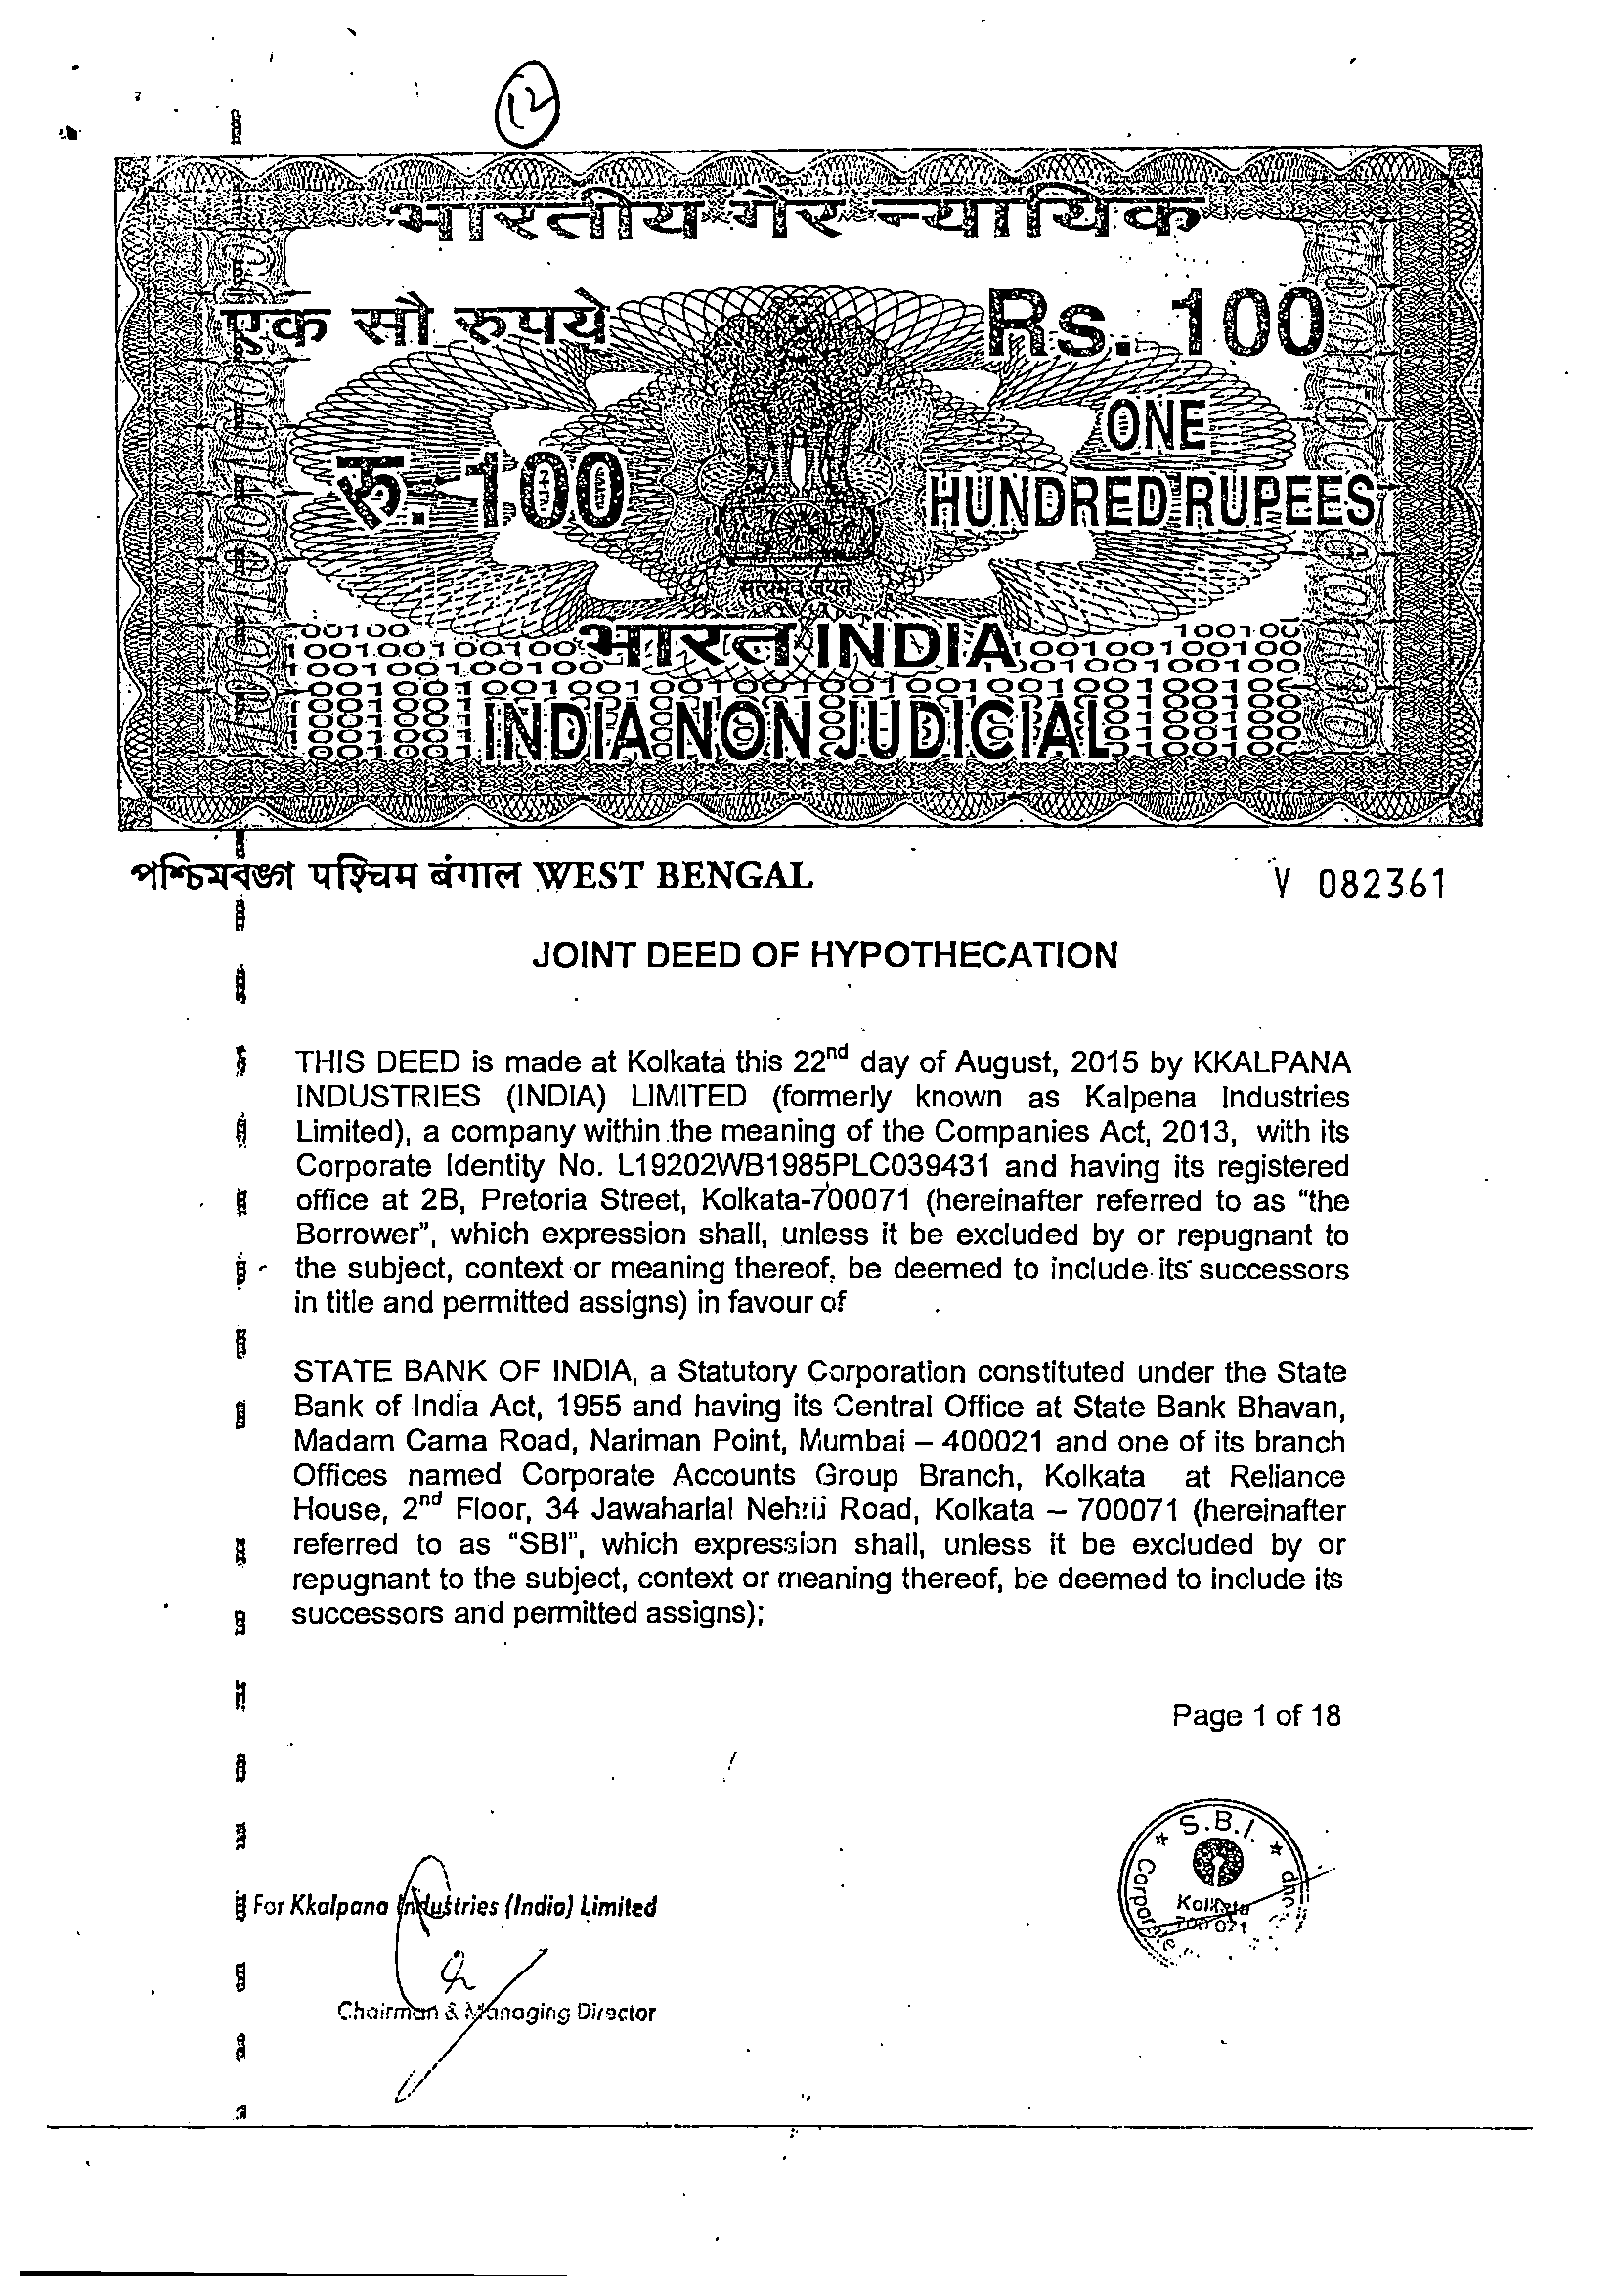 12
भारतीय गैर न्यायिक
एक सौ रुपये
Rs. 100
रु. 100
ONE
HUNDRED RUPEES
सत्यमेव जयते
भारत INDIA
INDIA NON JUDICIAL
পশ্চিমবঙ্গ पश्चिम बंगाल WEST BENGAL
V 082361
JOINT DEED OF HYPOTHECATION
THIS DEED is made at Kolkata this 22nd day of August, 2015 by KKALPANA
INDUSTRIES (INDIA) LIMITED (formerly known as Kalpena Industries
Limited), a company within the meaning of the Companies Act, 2013, with its
Corporate Identity No. L19202WB1985PLC039431 and having its registered
office at 2B, Pretoria Street, Kolkata-700071 (hereinafter referred to as "the
Borrower", which expression shall, unless it be excluded by or repugnant to
the subject, context or meaning thereof, be deemed to include its successors
in title and permitted assigns) in favour of
STATE BANK OF INDIA, a Statutory Corporation constituted under the State
Bank of India Act, 1955 and having its Central Office at State Bank Bhavan,
Madam Cama Road, Nariman Point, Mumbai – 400021 and one of its branch
Offices named Corporate Accounts Group Branch, Kolkata at Reliance
House, 2nd Floor, 34 Jawaharlal Nehru Road, Kolkata – 700071 (hereinafter
referred to as "SBI", which expression shall, unless it be excluded by or
repugnant to the subject, context or meaning thereof, be deemed to include its
successors and permitted assigns);
Page 1 of 18
S.B.I.
Kolkata
700 071
Corporate
For Kkalpana Industries (India) Limited
Chairman & Managing Director